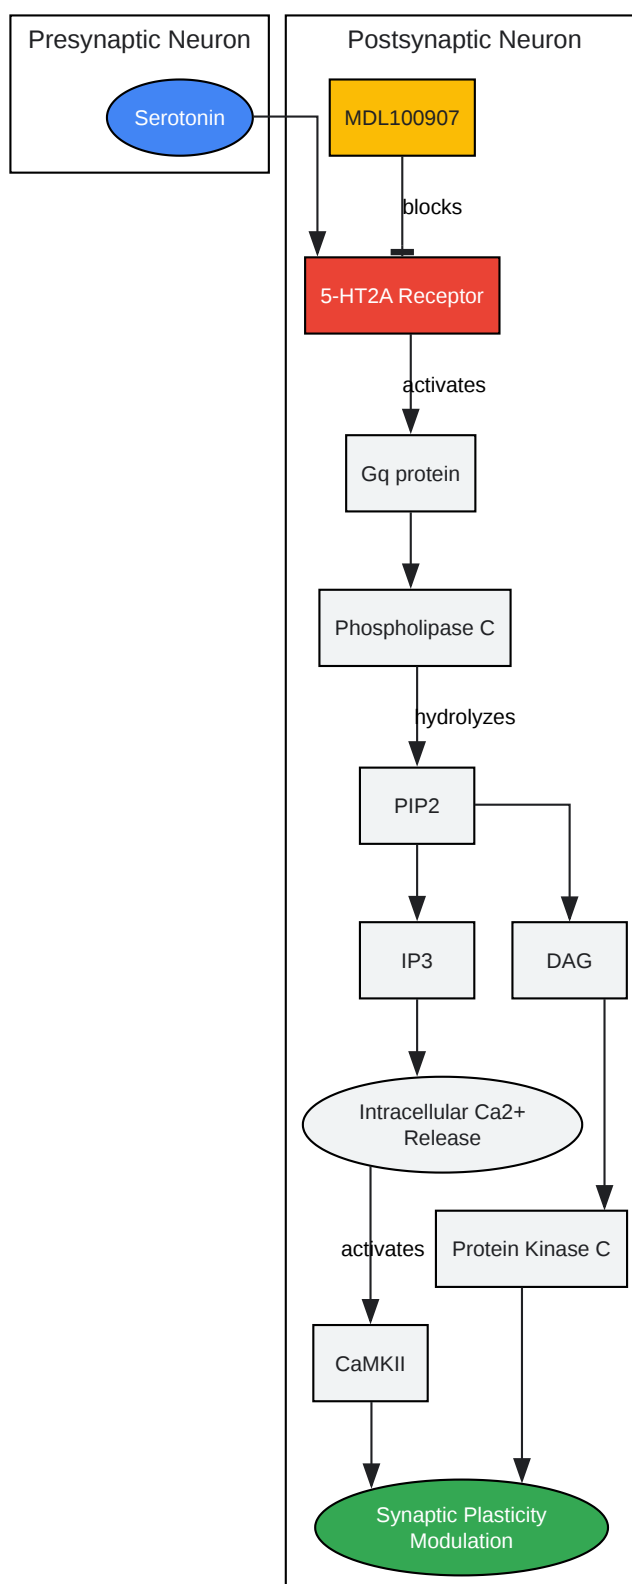 Presynaptic Neuron
Postsynaptic Neuron
Serotonin
MDL100907
blocks
5-HT2A Receptor
activates
Gq protein
Phospholipase C
hydrolyzes
PIP2
IP3
DAG
Intracellular Ca2+
Release
activates
Protein Kinase C
CaMKII
Synaptic Plasticity
Modulation